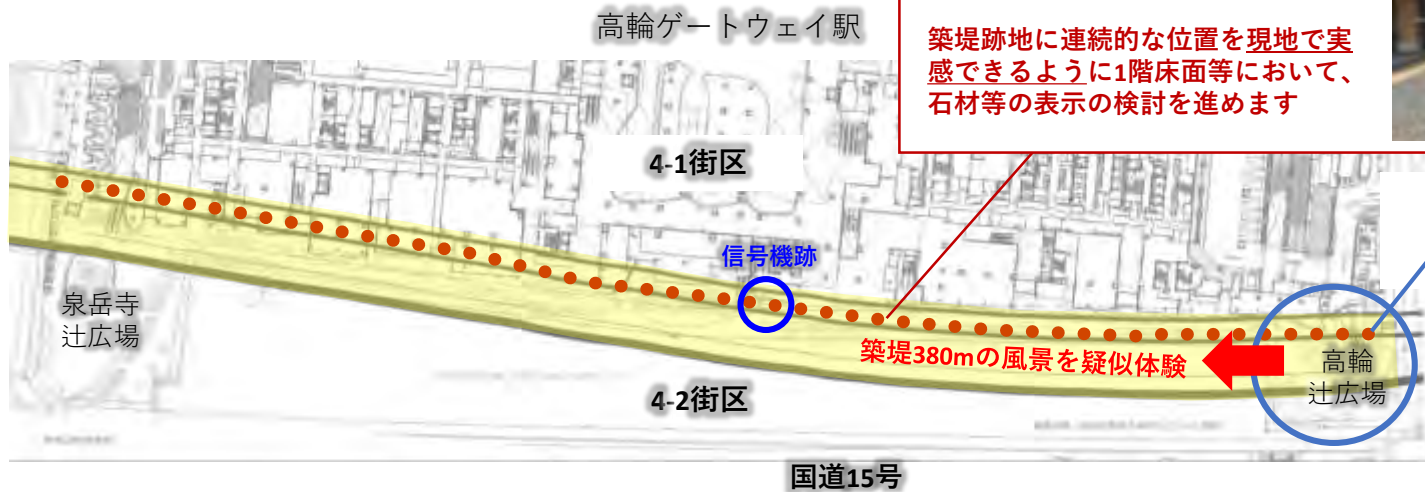 高輪ゲートウェイ駅
築堤跡地に連続的な位置を現地で実
感できるように1階床面等において、
石材等の表示の検討を進めます
4-1街区
信号機跡
泉岳寺
辻広場
築堤380mの風景を疑似体験
高輪
辻広場
4-2街区
国道15号